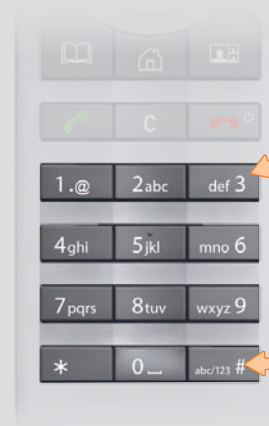 C
1.@ 2abc def 3
4ghi 5jkl mno 6
7pqrs 8tuv wxyz 9
* 0 abc/123 #